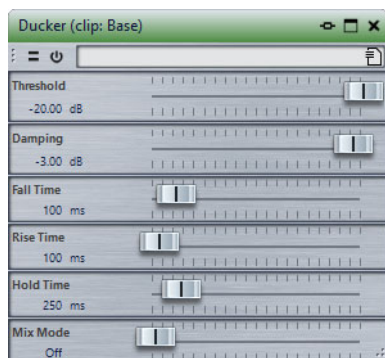 Ducker (clip: Base)
Threshold
-20.00 dB
Damping
-3.00 dB
Fall Time
100 ms
Rise Time
100 ms
Hold Time
250 ms
Mix Mode
Off